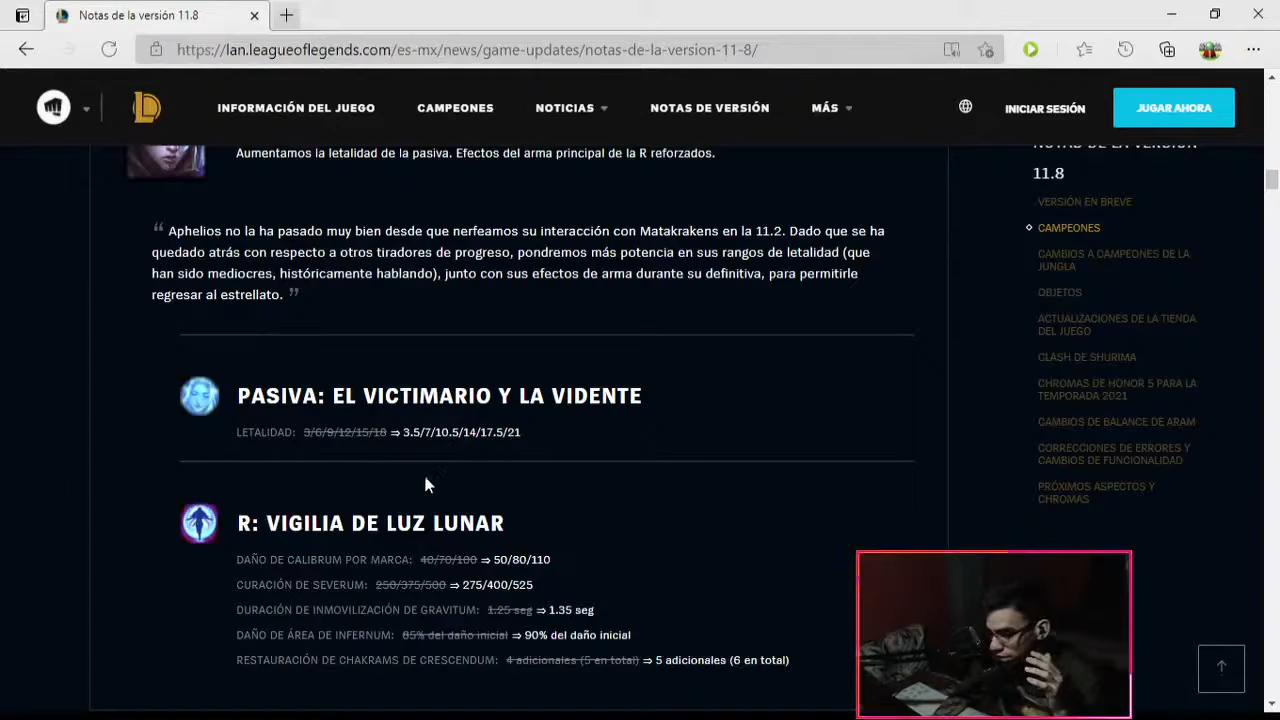 Notas de la versión 11.8
https://lan.leagueoflegends.com/es-mx/news/game-updates/notas-de-la-version-11-8/
INFORMACIÓN DEL JUEGO CAMPEONES NOTICIAS NOTAS DE VERSIÓN MÁS INICIAR SESIÓN JUGAR AHORA
Aumentamos la letalidad de la pasiva. Efectos del arma principal de la R reforzados.
“ Aphelios no la ha pasado muy bien desde que nerfeamos su interacción con Matakrakens en la 11.2. Dado que se ha
quedado atrás con respecto a otros tiradores de progreso, pondremos más potencia en sus rangos de letalidad (que
han sido mediocres, históricamente hablando), junto con sus efectos de arma durante su definitiva, para permitirle
regresar al estrellato. ”
PASIVA: EL VICTIMARIO Y LA VIDENTE
LETALIDAD: 3/6/9/12/15/18 ⇒ 3.5/7/10.5/14/17.5/21
R: VIGILIA DE LUZ LUNAR
DAÑO DE CALIBRUM POR MARCA: 40/70/100 ⇒ 50/80/110
CURACIÓN DE SEVERUM: 250/375/500 ⇒ 275/400/525
DURACIÓN DE INMOVILIZACIÓN DE GRAVITUM: 1.25 seg ⇒ 1.35 seg
DAÑO DE ÁREA DE INFERNUM: 85% del daño inicial ⇒ 90% del daño inicial
RESTAURACIÓN DE CHAKRAMS DE CRESCENDUM: 4 adicionales (5 en total) ⇒ 5 adicionales (6 en total)
NOTAS DE LA VERSIÓN
11.8
VERSIÓN EN BREVE
CAMPEONES
CAMBIOS A CAMPEONES DE LA
JUNGLA
OBJETOS
ACTUALIZACIONES DE LA TIENDA
DEL JUEGO
CLASH DE SHURIMA
CHROMAS DE HONOR 5 PARA LA
TEMPORADA 2021
CAMBIOS DE BALANCE DE ARAM
CORRECCIONES DE ERRORES Y
CAMBIOS DE FUNCIONALIDAD
PRÓXIMOS ASPECTOS Y
CHROMAS